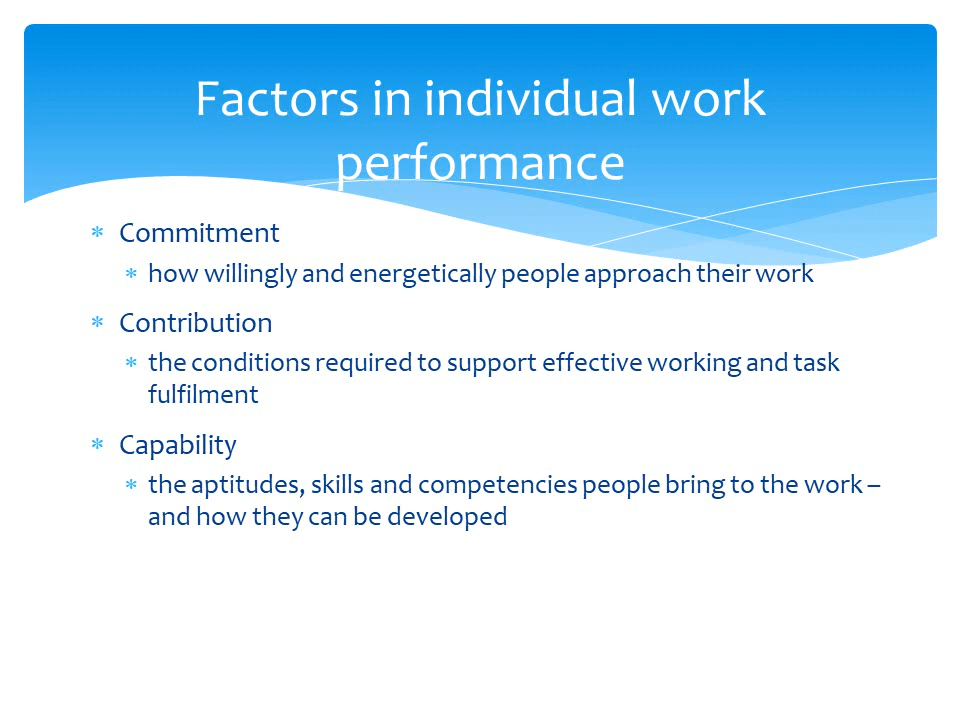 Factors in individual work
performance
* Commitment
* how willingly and energetically people approach their work
* Contribution
* the conditions required to support effective working and task
fulfilment
* Capability
* the aptitudes, skills and competencies people bring to the work –
and how they can be developed